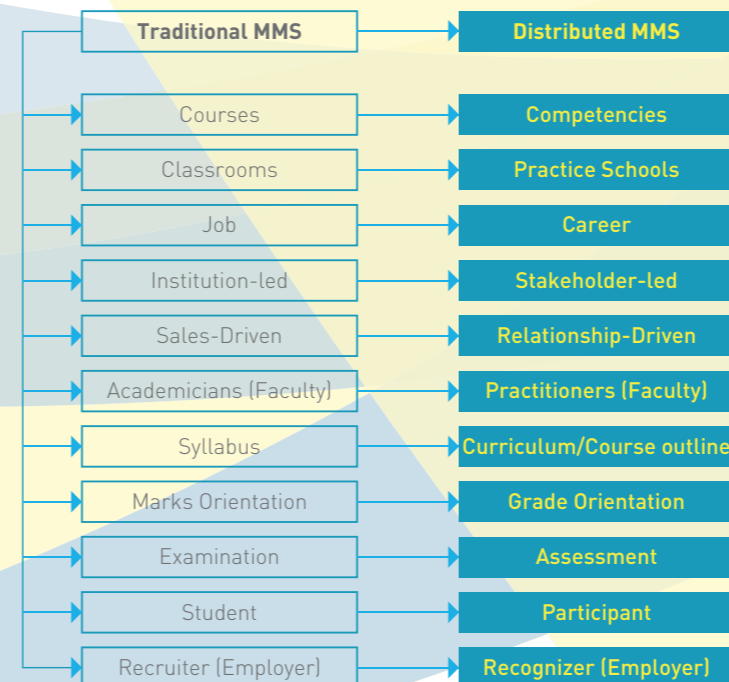 Traditional MMS Distributed MMS
Courses Competencies
Classrooms Practice Schools
Job Career
Institution-led Stakeholder-led
Sales-Driven Relationship-Driven
Academicians (Faculty) Practitioners (Faculty)
Syllabus Curriculum/Course outline
Marks Orientation Grade Orientation
Examination Assessment
Student Participant
Recruiter (Employer) Recognizer (Employer)